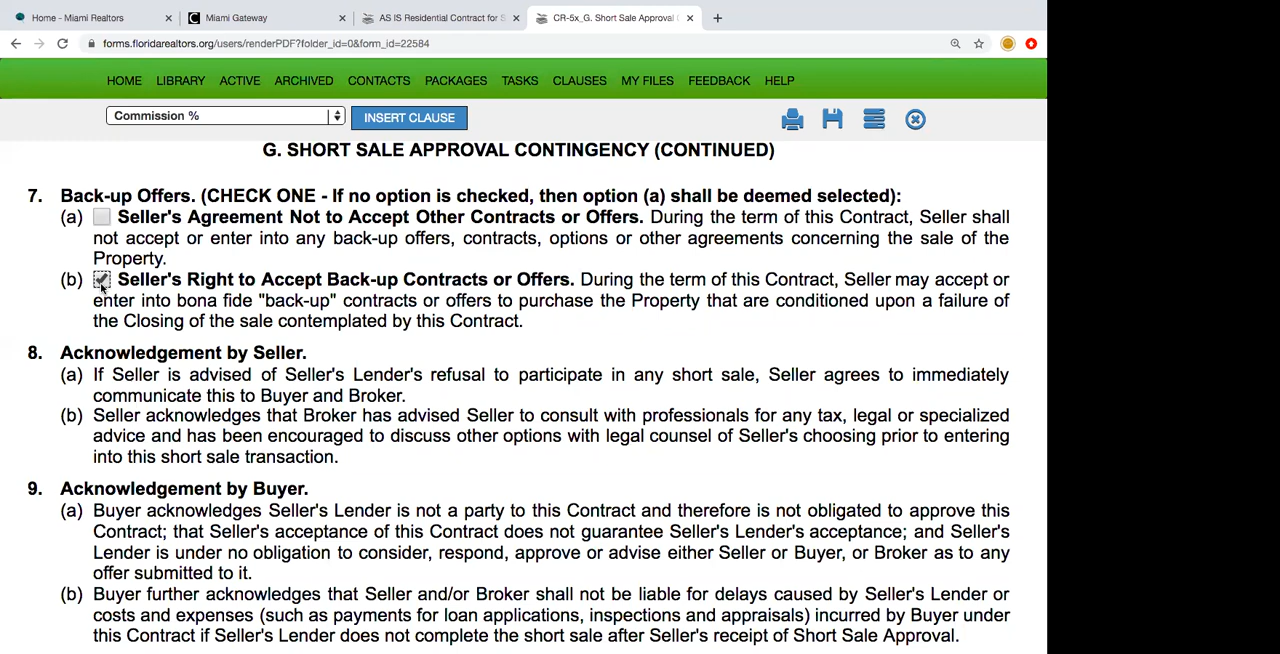 Home - Miami Realtors
Miami Gateway
AS IS Residential Contract for S
CR-5x_G. Short Sale Approval C
forms.floridarealtors.org/users/renderPDF?folder_id=0&form_id=22584
HOME LIBRARY ACTIVE ARCHIVED CONTACTS PACKAGES TASKS CLAUSES MY FILES FEEDBACK HELP
Commission %
INSERT CLAUSE
G. SHORT SALE APPROVAL CONTINGENCY (CONTINUED)
7. Back-up Offers. (CHECK ONE - If no option is checked, then option (a) shall be deemed selected):
(a) Seller's Agreement Not to Accept Other Contracts or Offers. During the term of this Contract, Seller shall
not accept or enter into any back-up offers, contracts, options or other agreements concerning the sale of the
Property.
(b) Seller's Right to Accept Back-up Contracts or Offers. During the term of this Contract, Seller may accept or
enter into bona fide "back-up" contracts or offers to purchase the Property that are conditioned upon a failure of
the Closing of the sale contemplated by this Contract.
8. Acknowledgement by Seller.
(a) If Seller is advised of Seller's Lender's refusal to participate in any short sale, Seller agrees to immediately
communicate this to Buyer and Broker.
(b) Seller acknowledges that Broker has advised Seller to consult with professionals for any tax, legal or specialized
advice and has been encouraged to discuss other options with legal counsel of Seller's choosing prior to entering
into this short sale transaction.
9. Acknowledgement by Buyer.
(a) Buyer acknowledges Seller's Lender is not a party to this Contract and therefore is not obligated to approve this
Contract; that Seller's acceptance of this Contract does not guarantee Seller's Lender's acceptance; and Seller's
Lender is under no obligation to consider, respond, approve or advise either Seller or Buyer, or Broker as to any
offer submitted to it.
(b) Buyer further acknowledges that Seller and/or Broker shall not be liable for delays caused by Seller's Lender or
costs and expenses (such as payments for loan applications, inspections and appraisals) incurred by Buyer under
this Contract if Seller's Lender does not complete the short sale after Seller's receipt of Short Sale Approval.